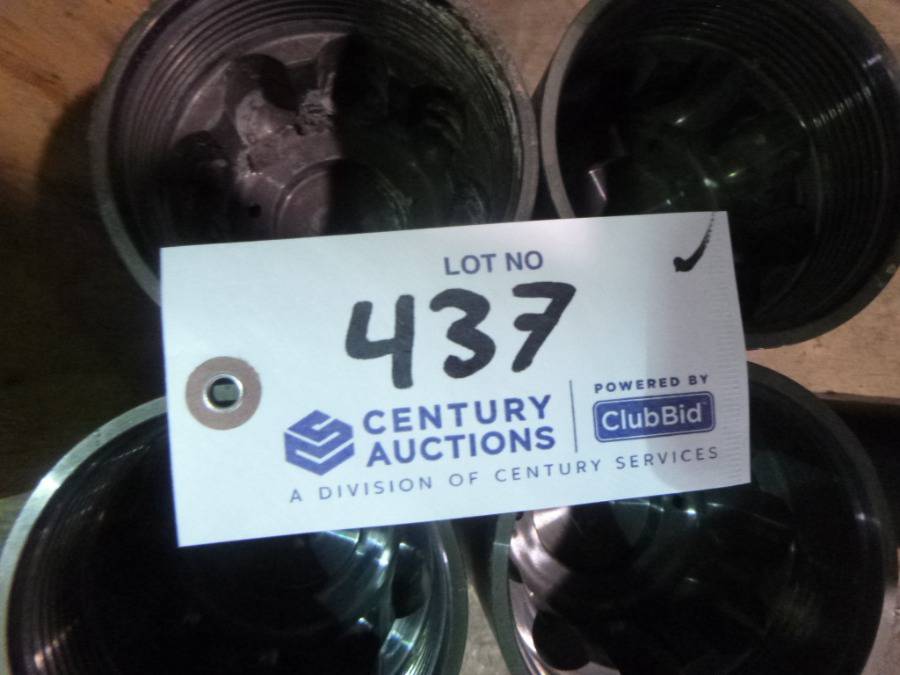 LOT NO
437
CENTURY
AUCTIONS
POWERED BY
ClubBid
A DIVISION OF CENTURY SERVICES